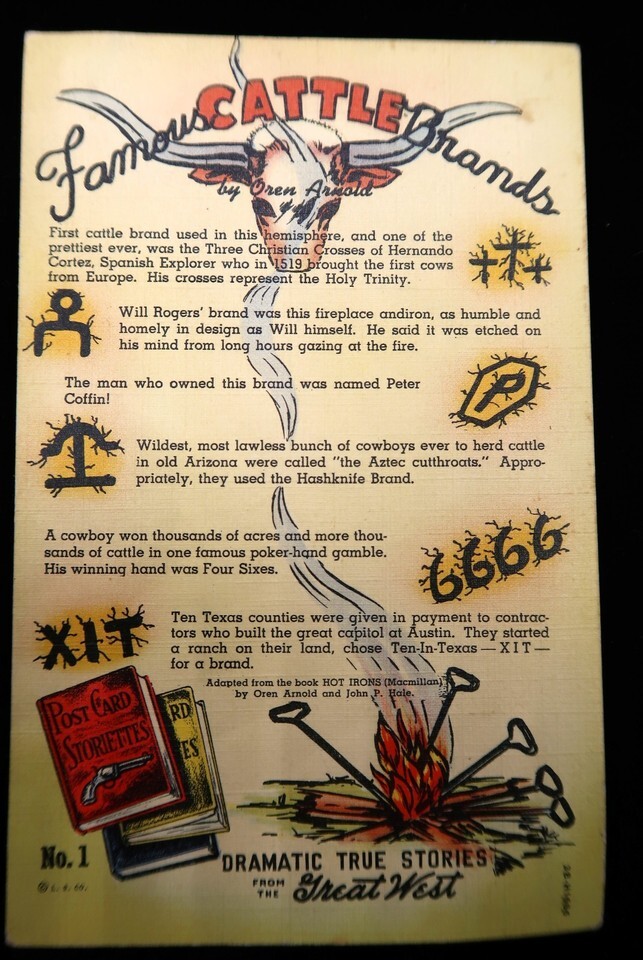 Famous CATTLE Brands
by Oren Arnold
First cattle brand used in this hemisphere, and one of the
prettiest ever, was the Three Christian Crosses of Hernando
Cortez, Spanish Explorer who in 1519 brought the first cows
from Europe. His crosses represent the Holy Trinity.
Will Rogers' brand was this fireplace andiron, as humble and
homely in design as Will himself. He said it was etched on
his mind from long hours gazing at the fire.
The man who owned this brand was named Peter
Coffin!
P
Wildest, most lawless bunch of cowboys ever to herd cattle
in old Arizona were called "the Aztec cutthroats." Appro-
priately, they used the Hashknife Brand.
A cowboy won thousands of acres and more thou-
sands of cattle in one famous poker-hand gamble.
His winning hand was Four Sixes.
6666
XIT
Ten Texas counties were given in payment to contrac-
tors who built the great capitol at Austin. They started
a ranch on their land, chose Ten-In-Texas — XIT —
for a brand.
Adapted from the book HOT IRONS (Macmillan)
by Oren Arnold and John P. Hale.
POST CARD
STORIETTES
RD
ES
No. 1
DRAMATIC TRUE STORIES
FROM THE Great West